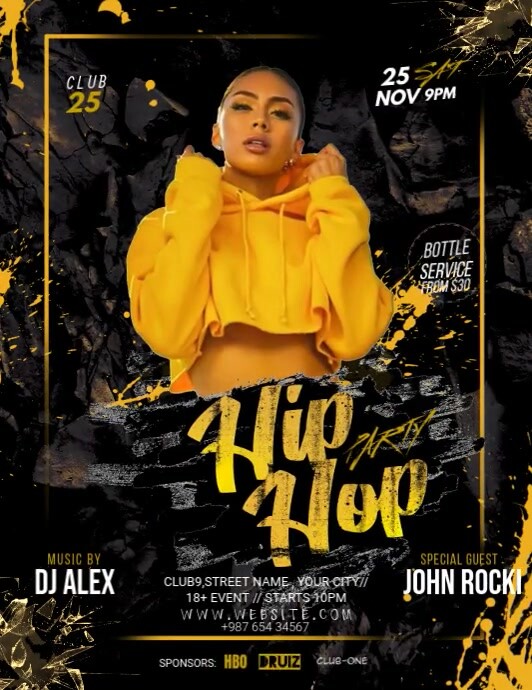 CLUB
25
25 SAT
NOV 9PM
BOTTLE
SERVICE
FROM $30
Hip
PARTY
Hop
MUSIC BY
DJ ALEX
SPECIAL GUEST
JOHN ROCKI
CLUB9,STREET NAME, YOUR CITY//
18+ EVENT // STARTS 10PM
WWW.WEBSITE.COM
+987 654 34567
SPONSORS: HBO DRUIZ CLUB-ONE